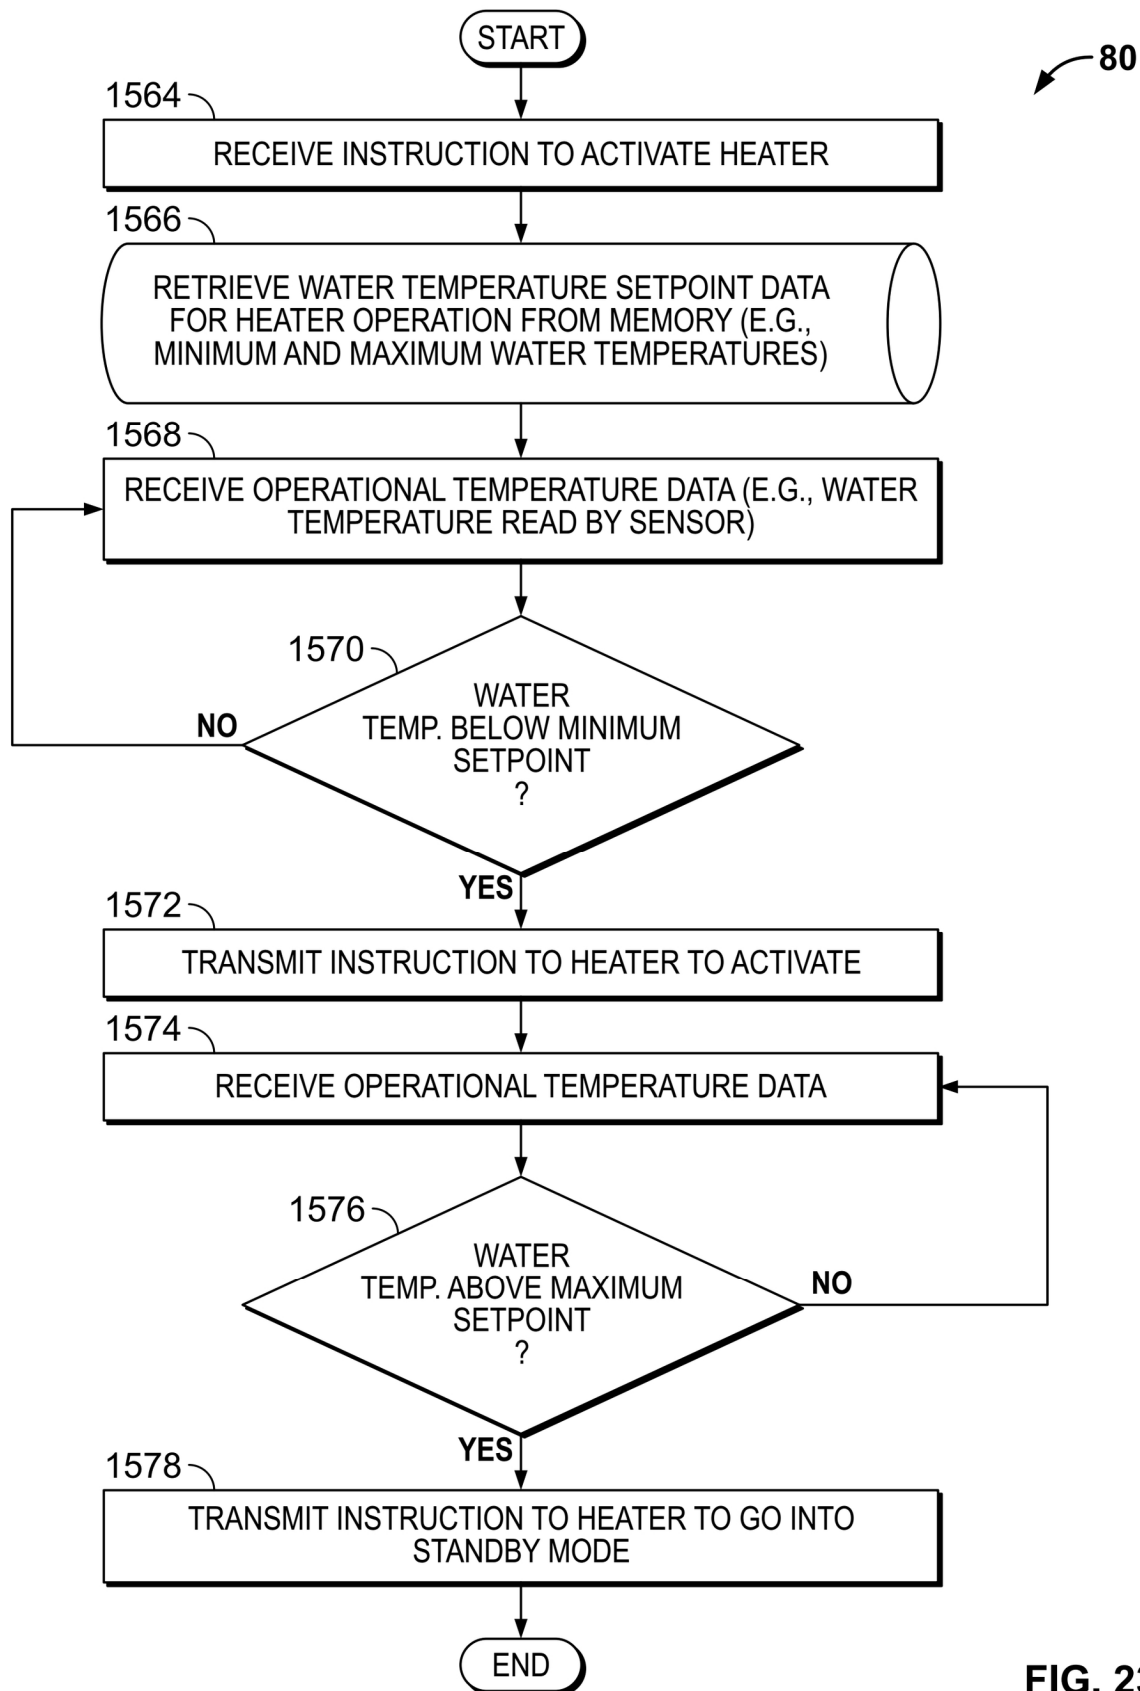 START
80
1564
RECEIVE INSTRUCTION TO ACTIVATE HEATER
1566
RETRIEVE WATER TEMPERATURE SETPOINT DATA
FOR HEATER OPERATION FROM MEMORY (E.G.,
MINIMUM AND MAXIMUM WATER TEMPERATURES)
1568
RECEIVE OPERATIONAL TEMPERATURE DATA (E.G., WATER
TEMPERATURE READ BY SENSOR)
1570
WATER
TEMP. BELOW MINIMUM
SETPOINT
?
NO
YES
1572
TRANSMIT INSTRUCTION TO HEATER TO ACTIVATE
1574
RECEIVE OPERATIONAL TEMPERATURE DATA
1576
WATER
TEMP. ABOVE MAXIMUM
SETPOINT
?
NO
YES
1578
TRANSMIT INSTRUCTION TO HEATER TO GO INTO
STANDBY MODE
END
FIG.